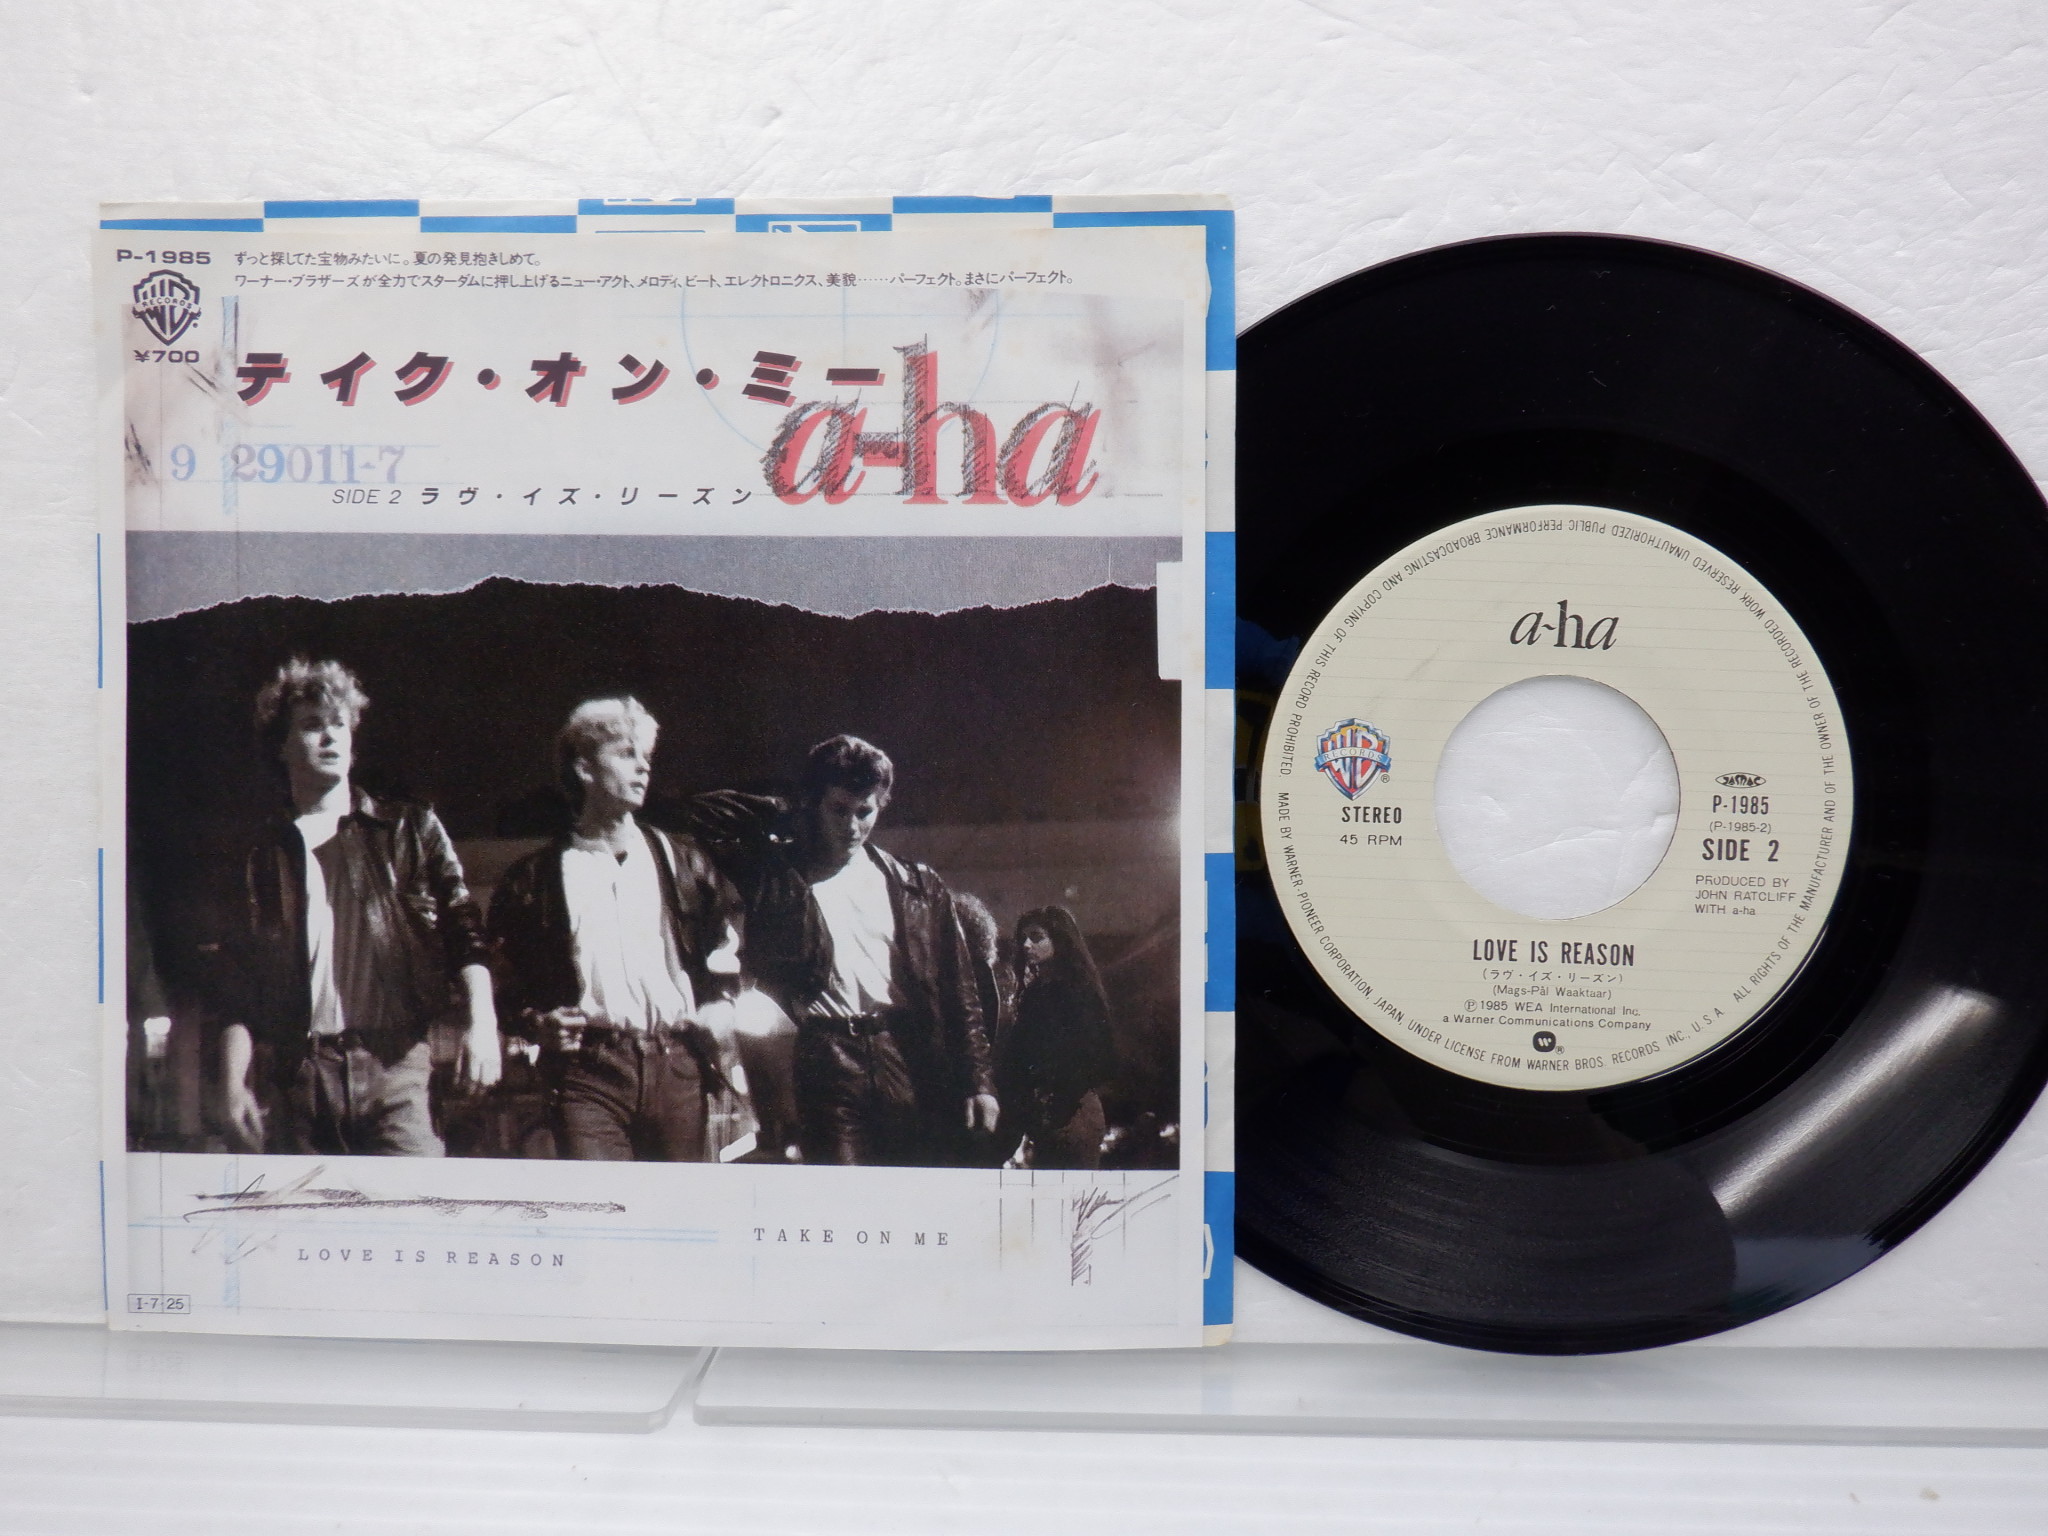 P-1985
ずっと探してた宝物みたいに。夏の発見抱きしめて。
ワーナー・ブラザーズが全力でスターダムに押し上げるニュー・アクト、メロディ、ビート、エレクトロニクス、美貌……パーフェクト。まさにパーフェクト。
WB
RECORDS
¥700
テイク・オン・ミー
a-ha
9 29011-7
SIDE 2 ラヴ・イズ・リーズン
TAKE ON ME
LOVE IS REASON
I-7-25
a-ha
WB
RECORDS
®
STEREO
45 RPM
JASRAC
P-1985
(P-1985-2)
SIDE 2
PRODUCED BY
JOHN RATCLIFF
WITH a-ha
LOVE IS REASON
(ラヴ・イズ・リーズン)
(Mags-Pål Waaktaar)
Ⓟ1985 WEA International Inc.
a Warner Communications Company
®
ALL RIGHTS OF THE MANUFACTURER AND OF THE OWNER OF THE RECORDED WORK RESERVED UNAUTHORIZED PUBLIC PERFORMANCE BROADCASTING AND COPYING OF THIS RECORD PROHIBITED.
MADE BY WARNER-PIONEER CORPORATION, JAPAN, UNDER LICENSE FROM WARNER BROS. RECORDS INC., U.S.A